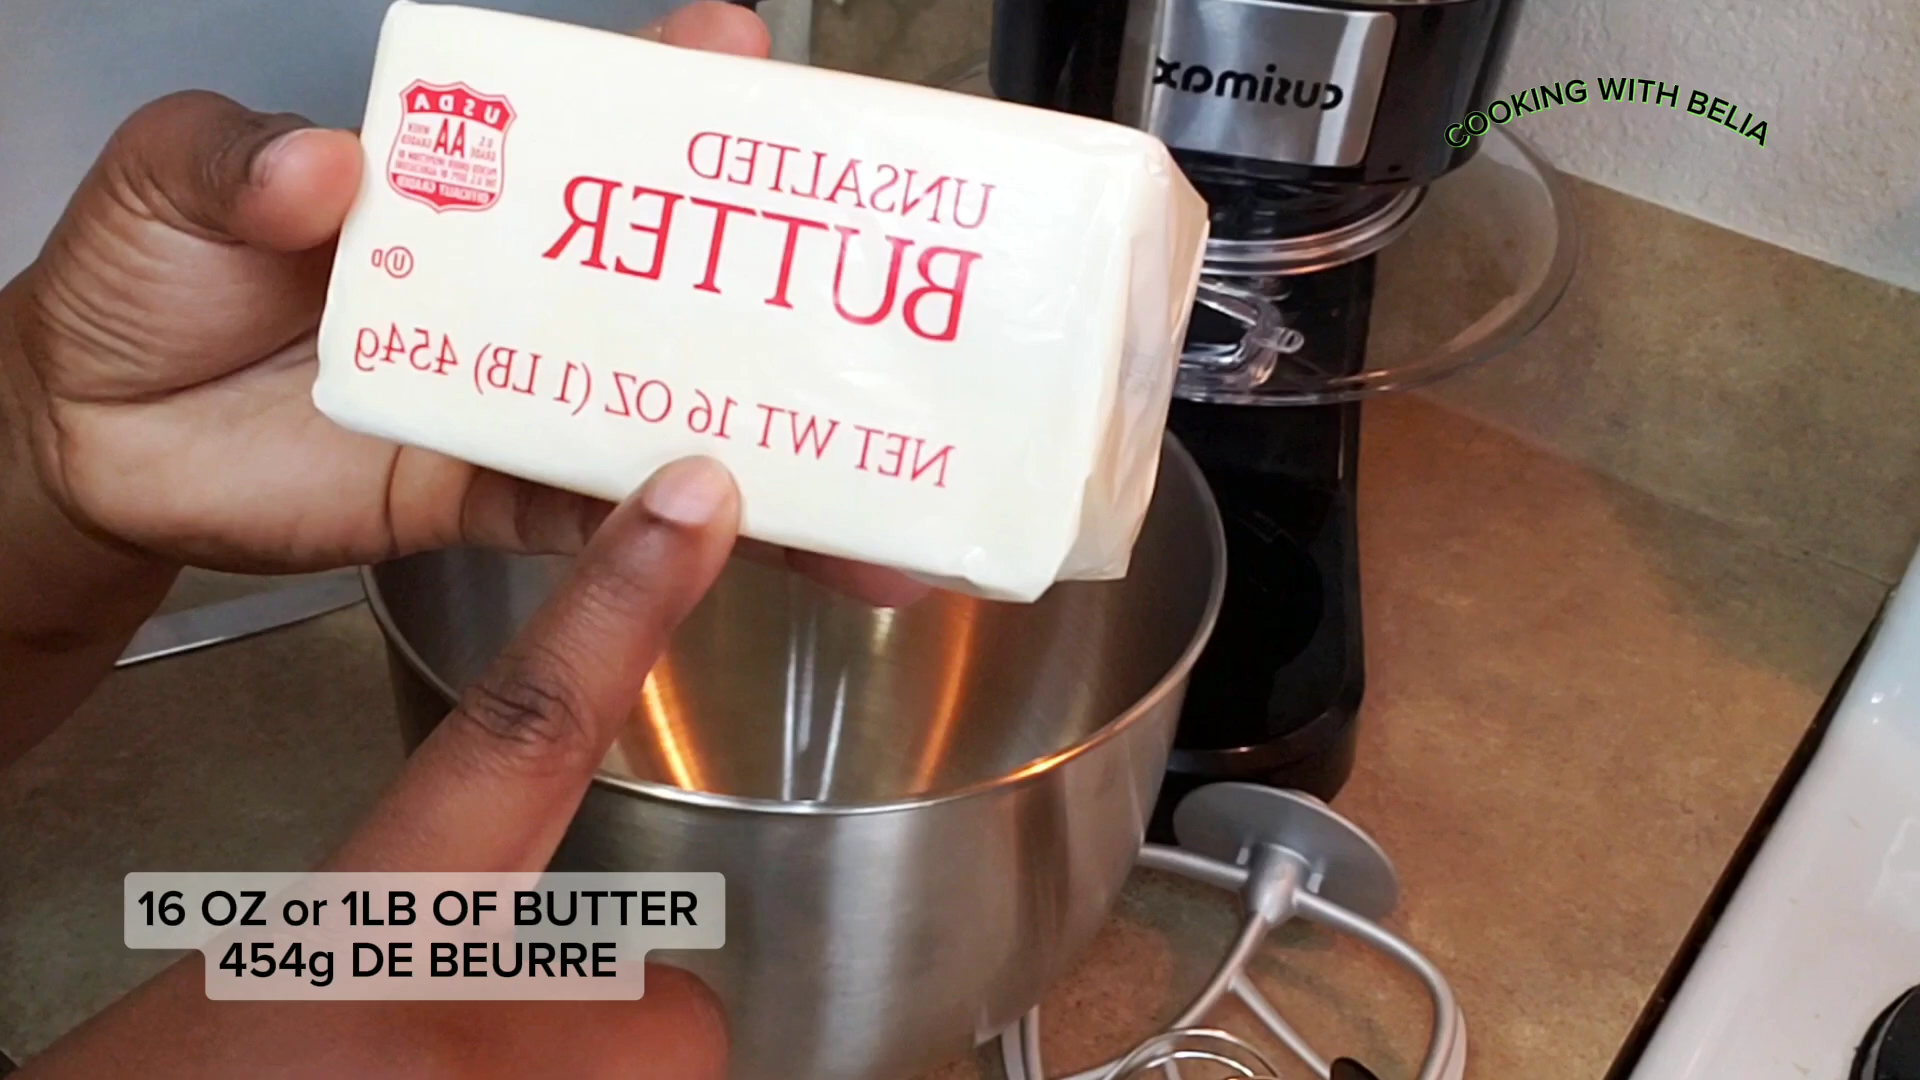 cusimax
COOKING WITH BELIA
USDA
AA
UNSALTED
BUTTER
U D
NET WT 16 OZ (1 LB) 454g
16 OZ or 1LB OF BUTTER
454g DE BEURRE